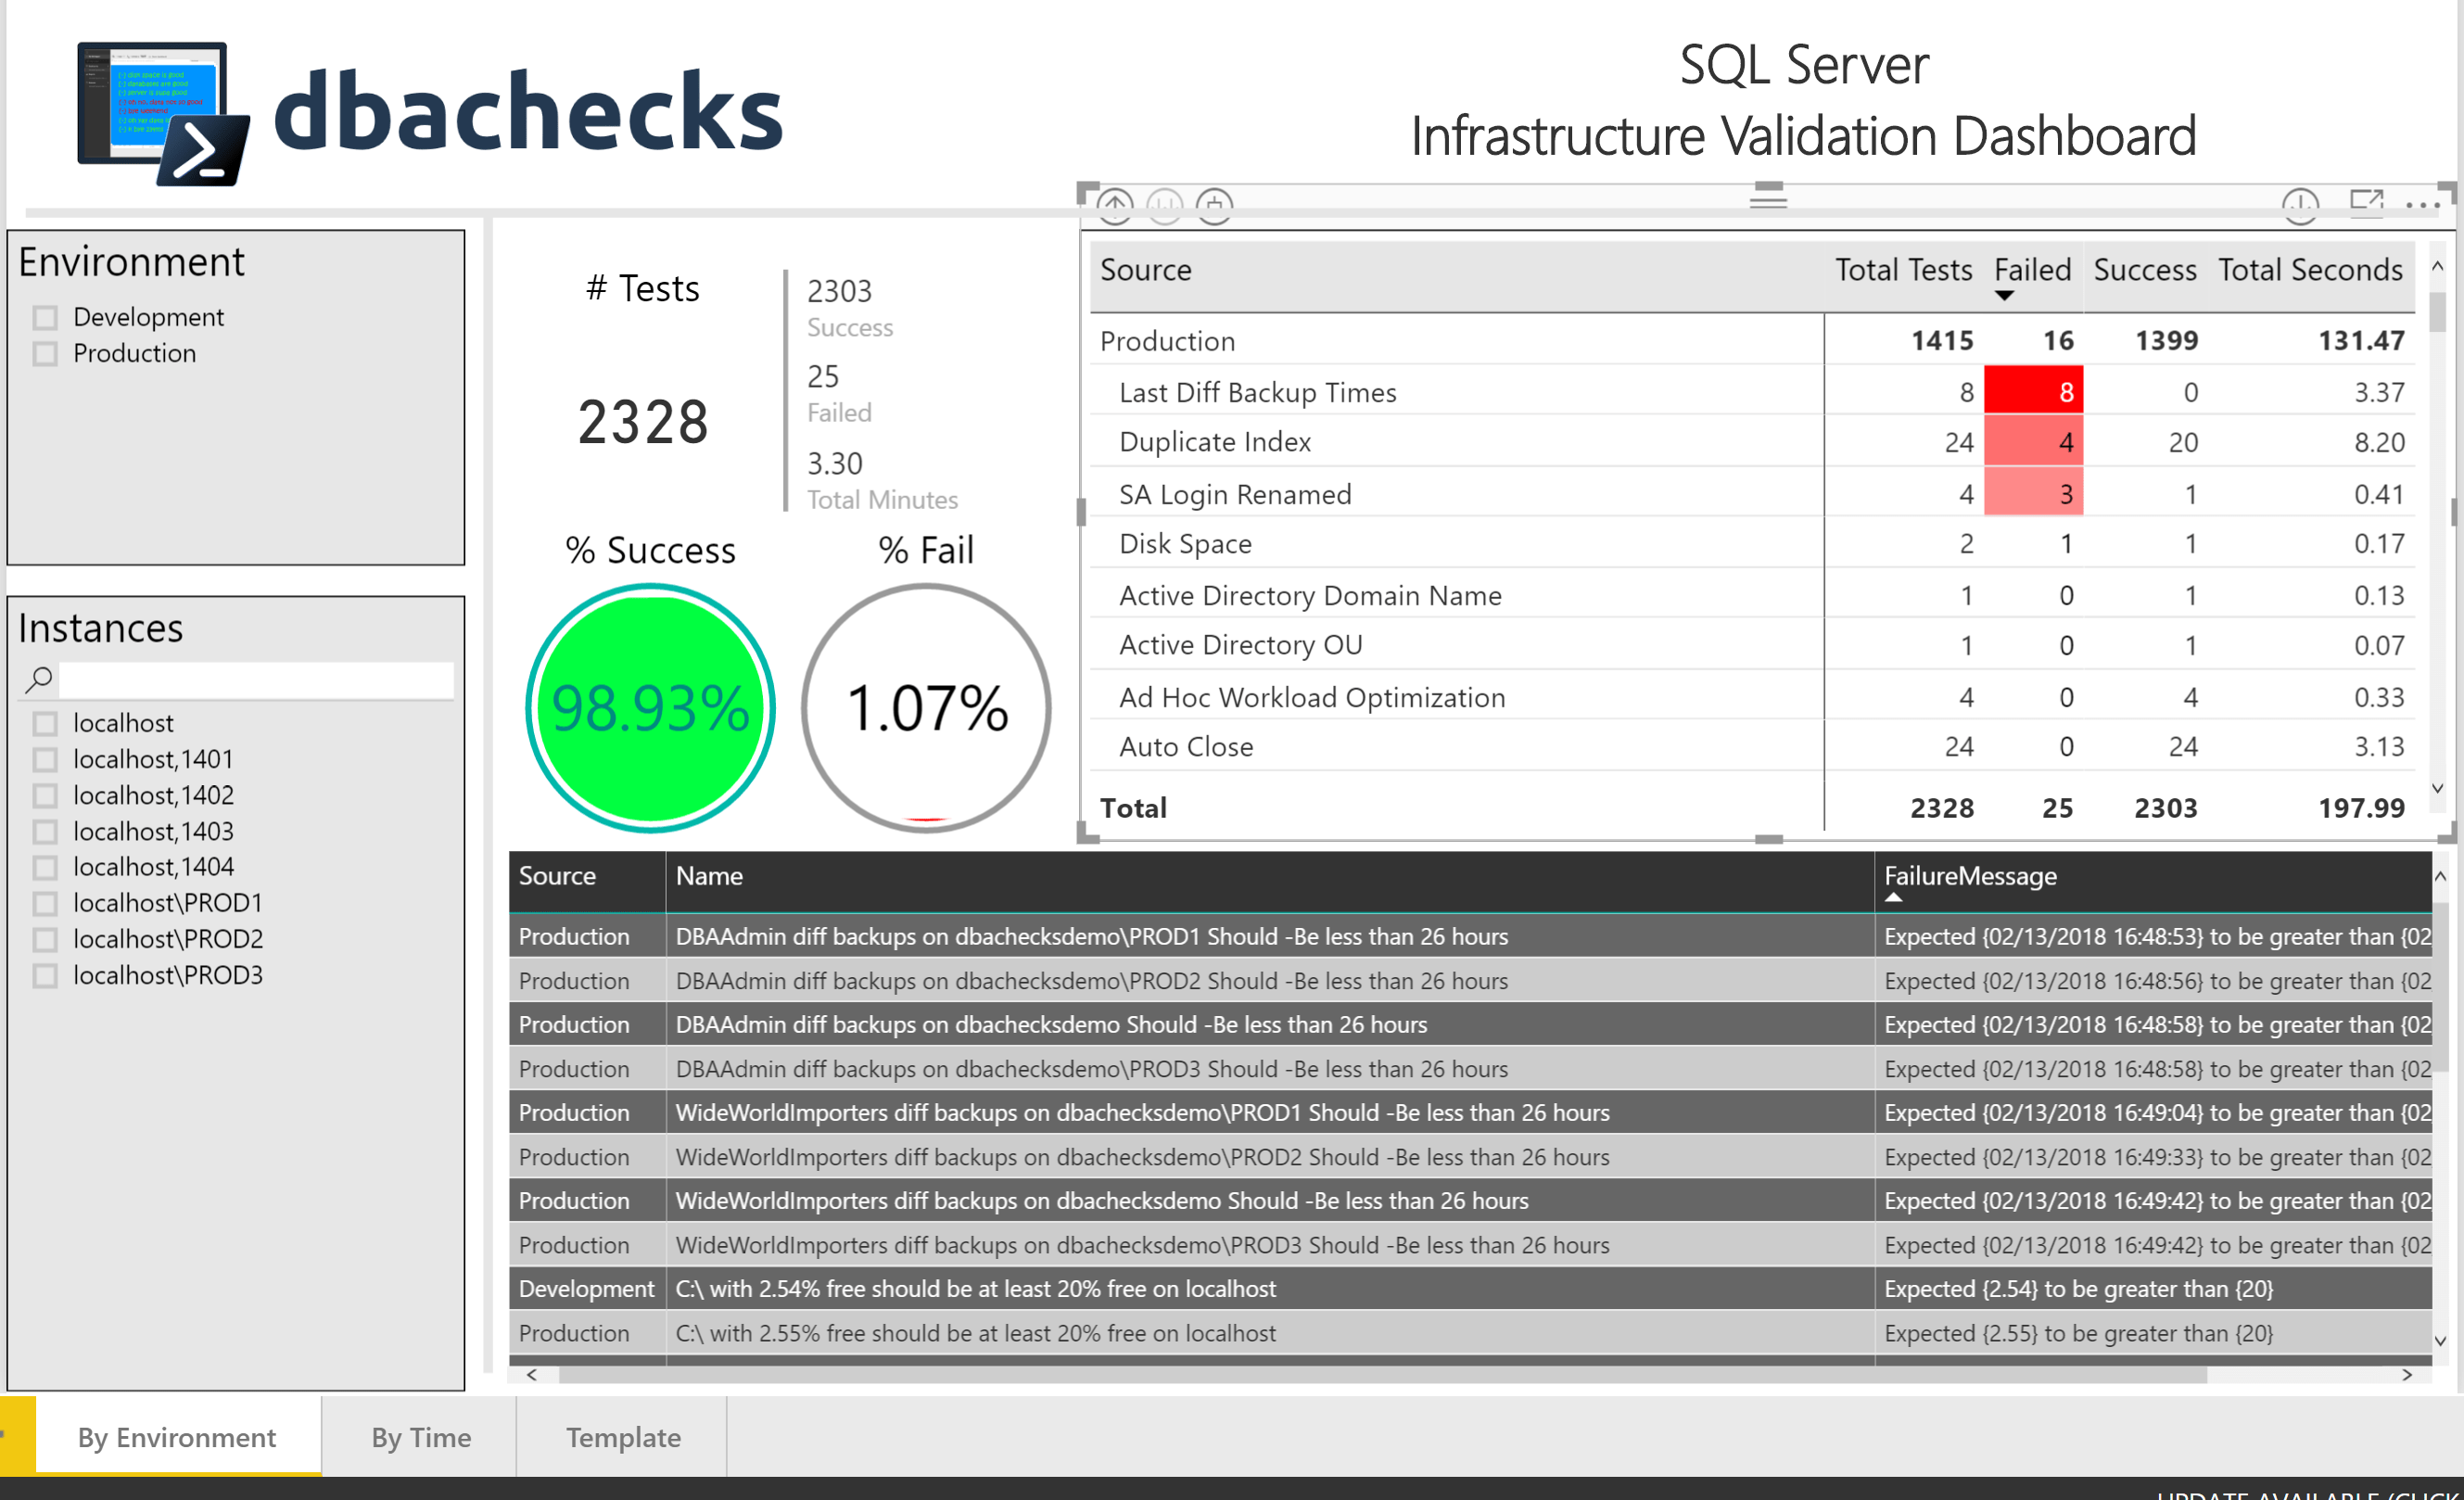 dbachecks
SQL Server
Infrastructure Validation Dashboard
Environment
Development
Production
Instances
localhost
localhost,1401
localhost,1402
localhost,1403
localhost,1404
localhost\PROD1
localhost\PROD2
localhost\PROD3
# Tests
2328
2303
Success
25
Failed
3.30
Total Minutes
% Success
% Fail
98.93%
1.07%
Source Total Tests Failed Success Total Seconds
Production 1415 16 1399 131.47
Last Diff Backup Times 8 8 0 3.37
Duplicate Index 24 4 20 8.20
SA Login Renamed 4 3 1 0.41
Disk Space 2 1 1 0.17
Active Directory Domain Name 1 0 1 0.13
Active Directory OU 1 0 1 0.07
Ad Hoc Workload Optimization 4 0 4 0.33
Auto Close 24 0 24 3.13
Total 2328 25 2303 197.99
Source Name FailureMessage
Production DBAAdmin diff backups on dbachecksdemo\PROD1 Should -Be less than 26 hours Expected {02/13/2018 16:48:53} to be greater than {02
Production DBAAdmin diff backups on dbachecksdemo\PROD2 Should -Be less than 26 hours Expected {02/13/2018 16:48:56} to be greater than {02
Production DBAAdmin diff backups on dbachecksdemo Should -Be less than 26 hours Expected {02/13/2018 16:48:58} to be greater than {02
Production DBAAdmin diff backups on dbachecksdemo\PROD3 Should -Be less than 26 hours Expected {02/13/2018 16:48:58} to be greater than {02
Production WideWorldImporters diff backups on dbachecksdemo\PROD1 Should -Be less than 26 hours Expected {02/13/2018 16:49:04} to be greater than {02
Production WideWorldImporters diff backups on dbachecksdemo\PROD2 Should -Be less than 26 hours Expected {02/13/2018 16:49:33} to be greater than {02
Production WideWorldImporters diff backups on dbachecksdemo Should -Be less than 26 hours Expected {02/13/2018 16:49:42} to be greater than {02
Production WideWorldImporters diff backups on dbachecksdemo\PROD3 Should -Be less than 26 hours Expected {02/13/2018 16:49:42} to be greater than {02
Development C:\ with 2.54% free should be at least 20% free on localhost Expected {2.54} to be greater than {20}
Production C:\ with 2.55% free should be at least 20% free on localhost Expected {2.55} to be greater than {20}
By Environment By Time Template
UPDATE AVAILABLE (CLICK